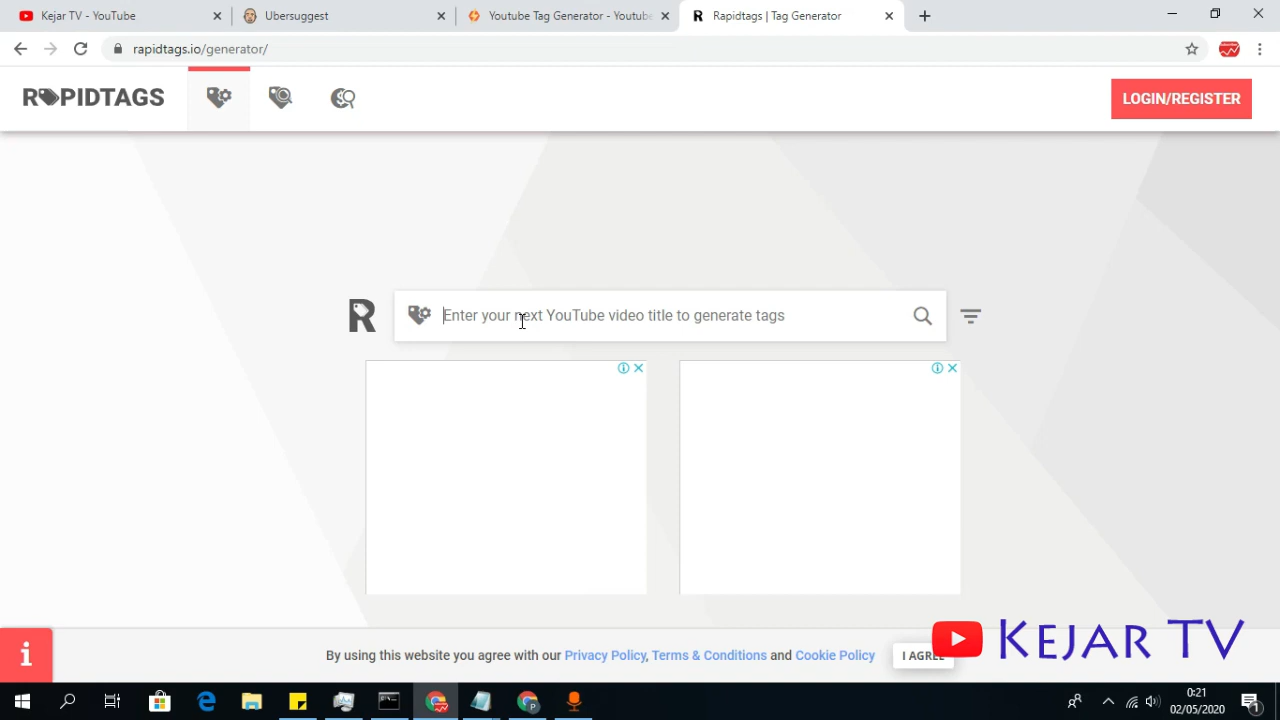 Kejar TV - YouTube
Ubersuggest
Youtube Tag Generator - Youtube
Rapidtags | Tag Generator
rapidtags.io/generator/
RAPIDTAGS
LOGIN/REGISTER
R
Enter your next YouTube video title to generate tags
By using this website you agree with our Privacy Policy, Terms & Conditions and Cookie Policy
I AGREE
KEJAR TV
0:21
02/05/2020